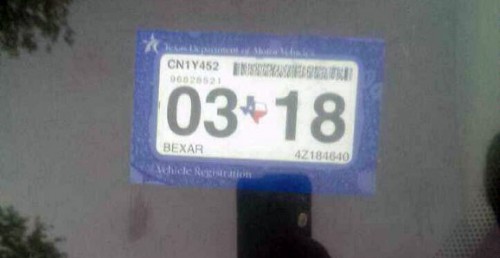 Texas Department of Motor Vehicles
CN1Y452
96828521
03 18
BEXAR 4Z184640
Vehicle Registration